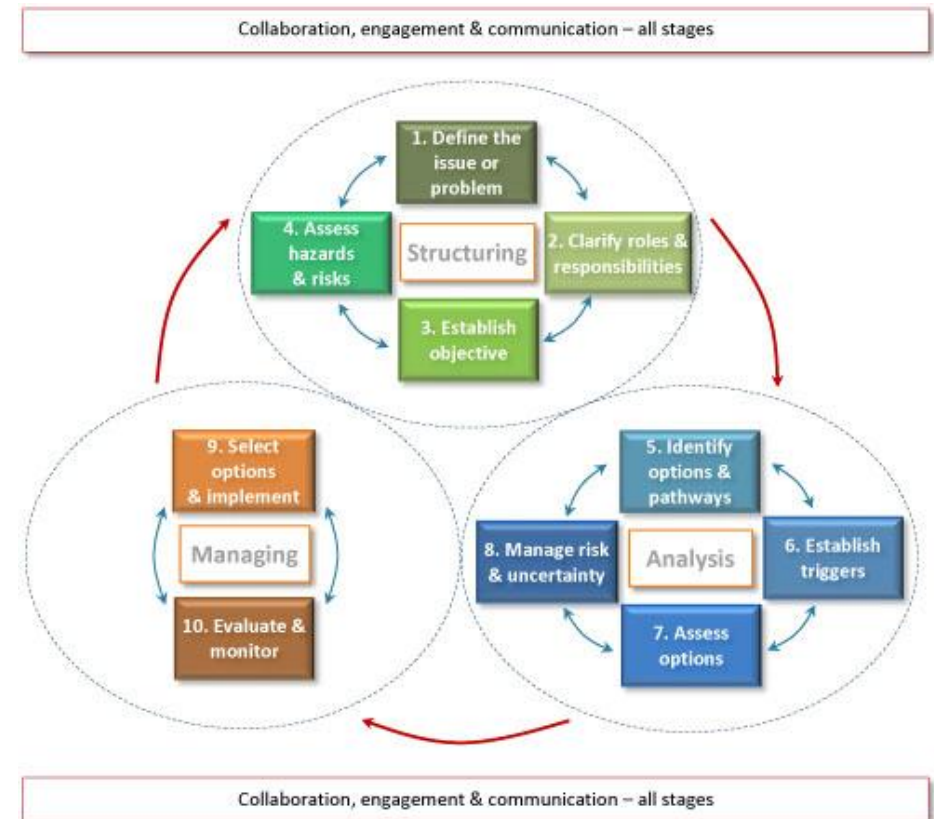 Collaboration, engagement & communication – all stages
1. Define the
issue or
problem
4. Assess
hazards
& risks
Structuring
2. Clarify roles &
responsibilities
3. Establish
objective
9. Select
options
& implement
Managing
10. Evaluate &
monitor
5. Identify
options &
pathways
8. Manage risk
& uncertainty
Analysis
6. Establish
triggers
7. Assess
options
Collaboration, engagement & communication – all stages